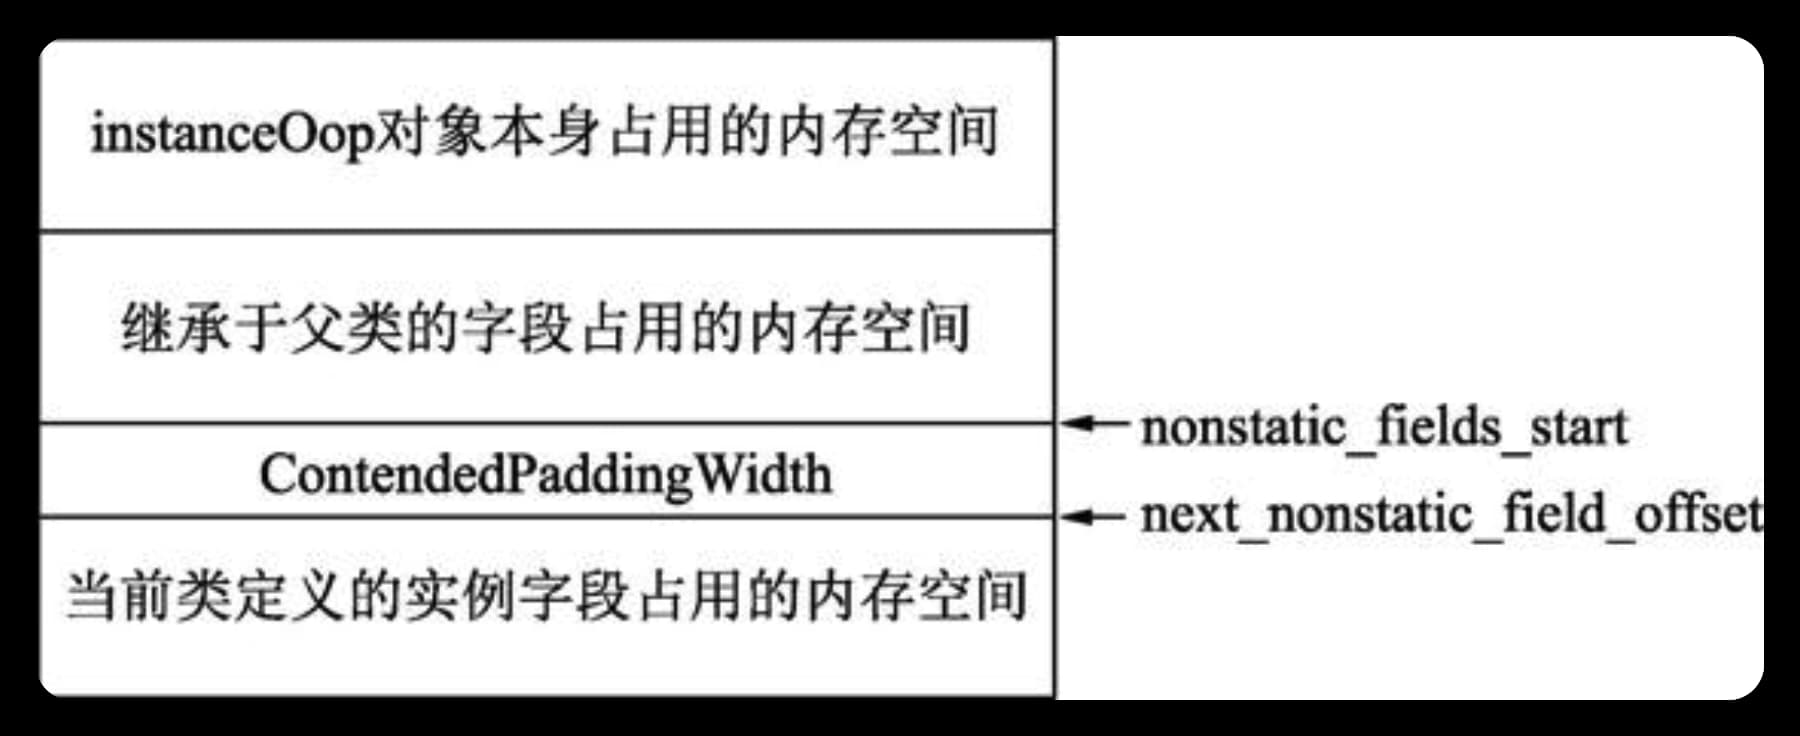 instanceOop对象本身占用的内存空间
继承于父类的字段占用的内存空间
nonstatic_fields_start
ContendedPaddingWidth
next_nonstatic_field_offset
当前类定义的实例字段占用的内存空间